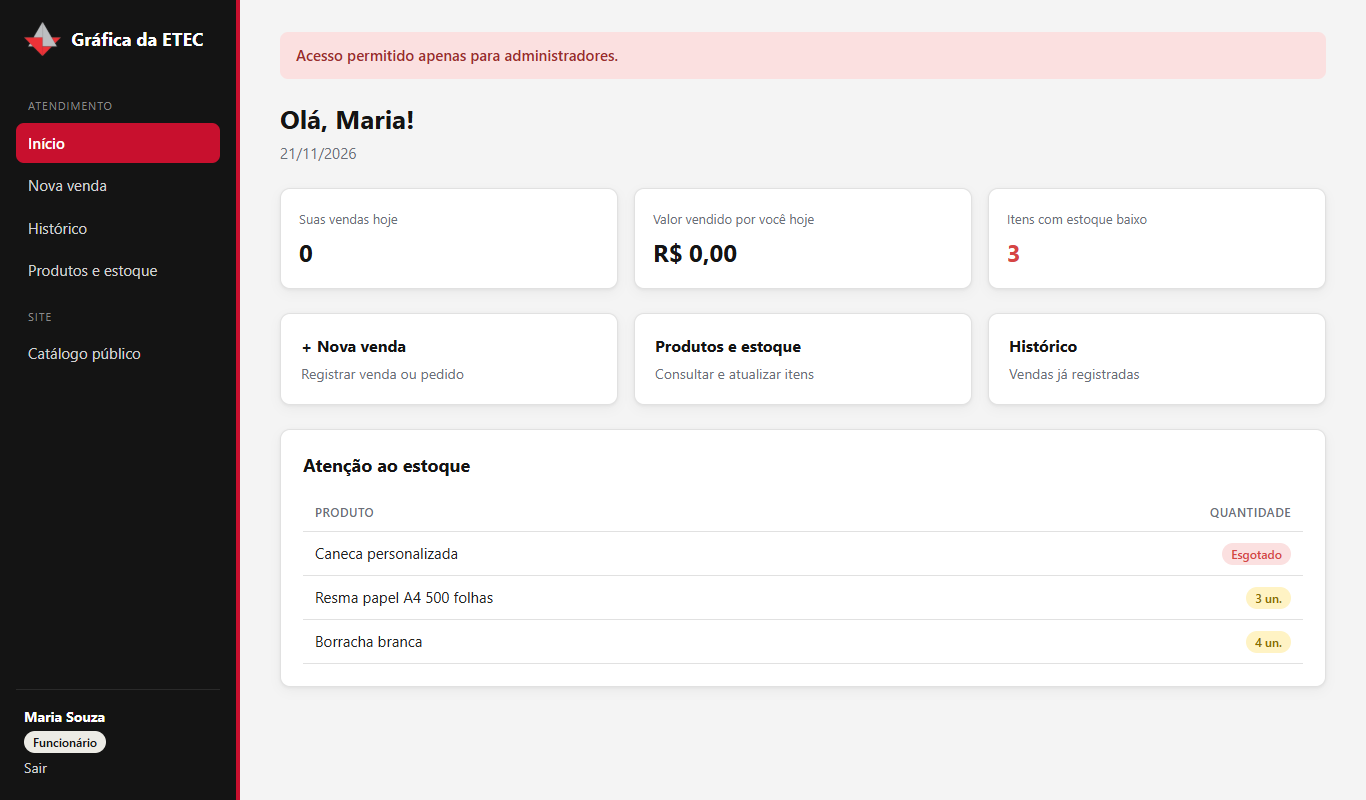 Gráfica da ETEC
ATENDIMENTO
Início
Nova venda
Histórico
Produtos e estoque
SITE
Catálogo público
Maria Souza
Funcionário
Sair
Acesso permitido apenas para administradores.
Olá, Maria!
21/11/2026
Suas vendas hoje
0
Valor vendido por você hoje
R$ 0,00
Itens com estoque baixo
3
+ Nova venda
Registrar venda ou pedido
Produtos e estoque
Consultar e atualizar itens
Histórico
Vendas já registradas
Atenção ao estoque
PRODUTO QUANTIDADE
Caneca personalizada Esgotado
Resma papel A4 500 folhas 3 un.
Borracha branca 4 un.